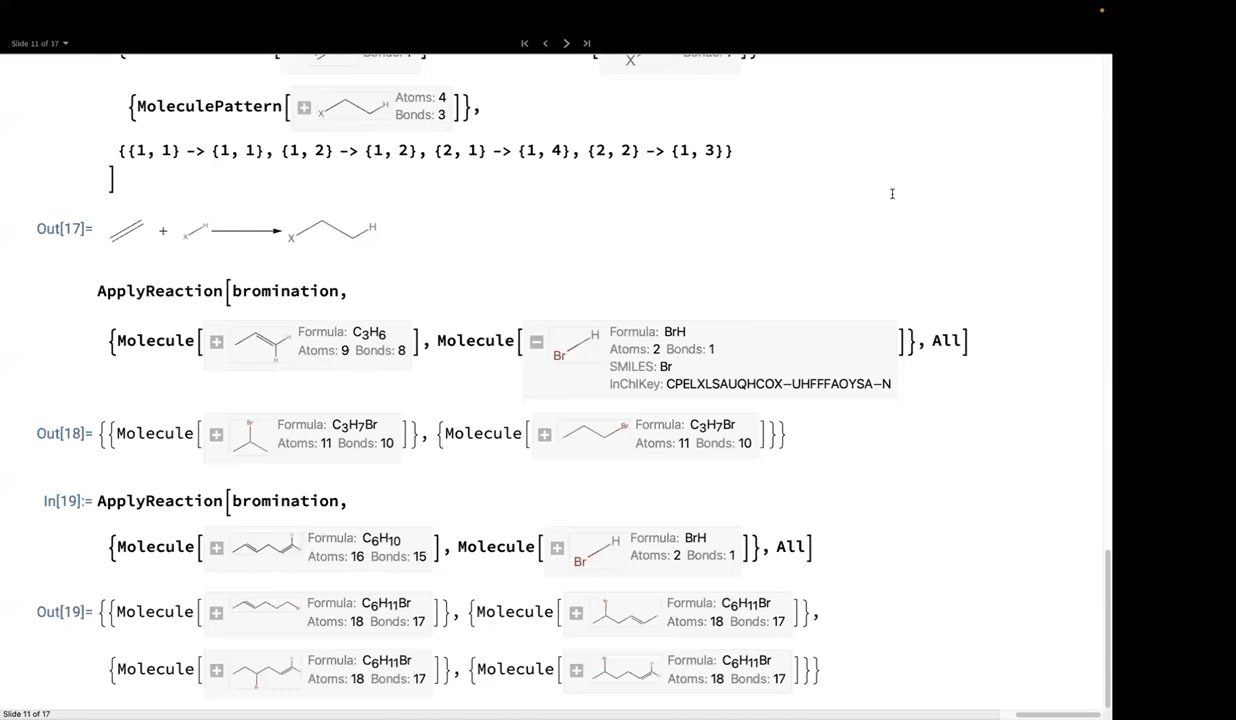 Slide 11 of 17
{MoleculePattern[ X H Atoms: 4 Bonds: 3 ]},
{{1, 1} -> {1, 1}, {1, 2} -> {1, 2}, {2, 1} -> {1, 4}, {2, 2} -> {1, 3}}
]
Out[17]= + X H X H
ApplyReaction[bromination,
{Molecule[ H H Formula: C3H6 Atoms: 9 Bonds: 8 ], Molecule[ Br H Formula: BrH
Atoms: 2 Bonds: 1
SMILES: Br
InChIKey: CPELXLSAUQHCOX-UHFFFAOYSA-N ]}, All]
Out[18]= {{Molecule[ Br Formula: C3H7Br Atoms: 11 Bonds: 10 ]}, {Molecule[ Br Formula: C3H7Br Atoms: 11 Bonds: 10 ]}}
In[19]:= ApplyReaction[bromination,
{Molecule[ Formula: C6H10 Atoms: 16 Bonds: 15 ], Molecule[ Br H Formula: BrH Atoms: 2 Bonds: 1 ]}, All]
Out[19]= {{Molecule[ Formula: C6H11Br Atoms: 18 Bonds: 17 ]}, {Molecule[ Formula: C6H11Br Atoms: 18 Bonds: 17 ]},
{Molecule[ Formula: C6H11Br Atoms: 18 Bonds: 17 ]}, {Molecule[ Formula: C6H11Br Atoms: 18 Bonds: 17 ]}}
Slide 11 of 17